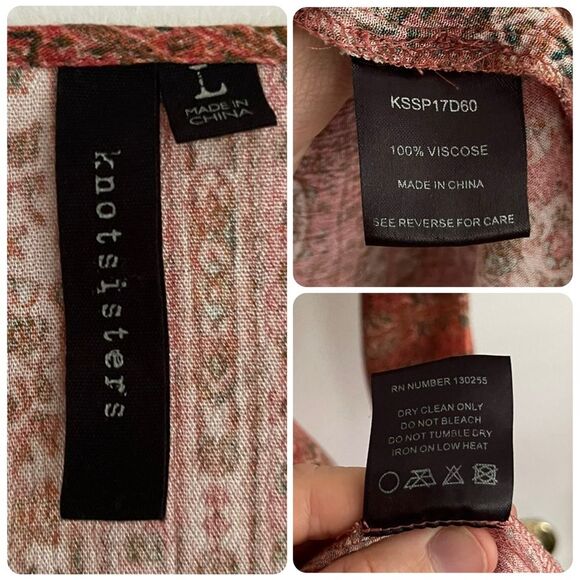 L
MADE IN
CHINA
knotsisters
KSSP17D60
100% VISCOSE
MADE IN CHINA
SEE REVERSE FOR CARE
RN NUMBER 130255
DRY CLEAN ONLY
DO NOT BLEACH
DO NOT TUMBLE DRY
IRON ON LOW HEAT